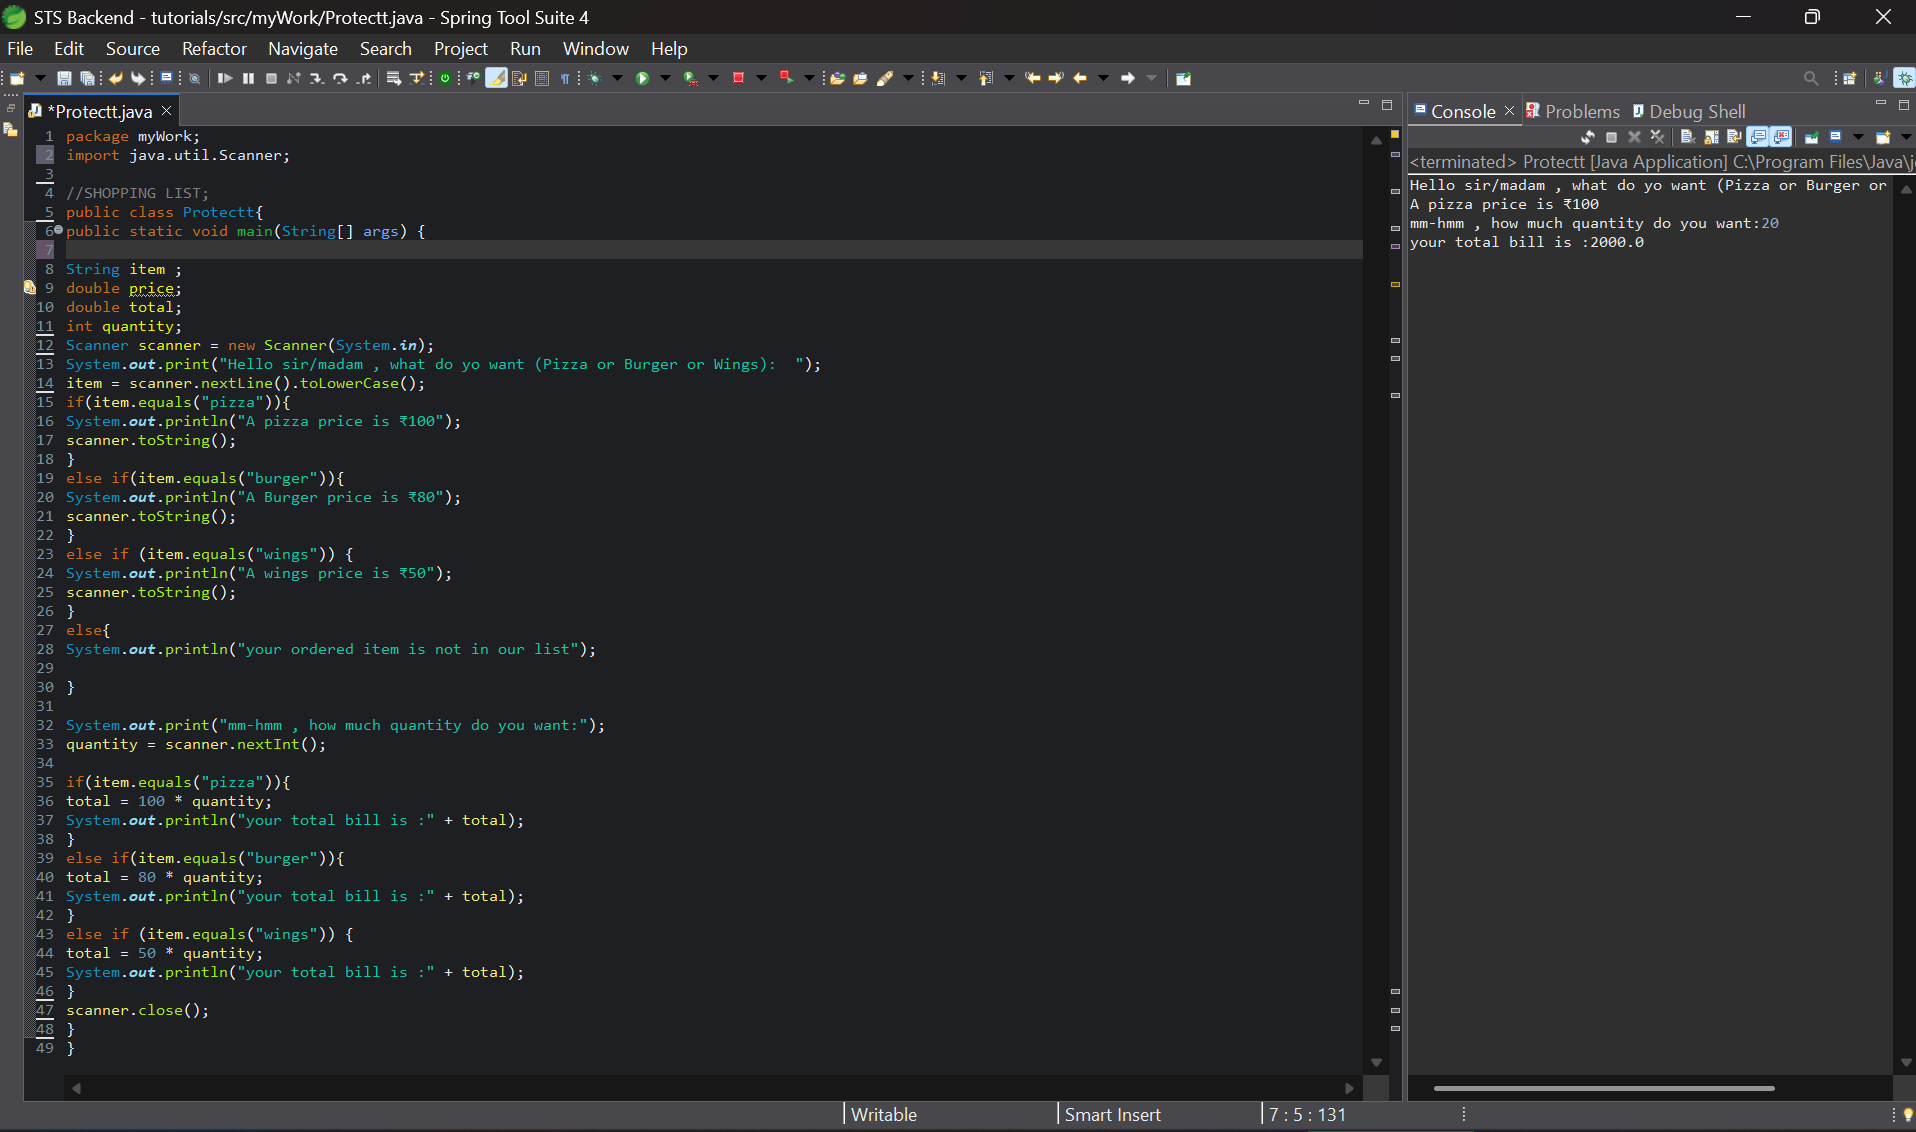 STS Backend - tutorials/src/myWork/Protectt.java - Spring Tool Suite 4
File Edit Source Refactor Navigate Search Project Run Window Help
*Protectt.java
1 package myWork;
2 import java.util.Scanner;
3
4 //SHOPPING LIST;
5 public class Protectt{
6 public static void main(String[] args) {
7
8 String item ;
9 double price;
10 double total;
11 int quantity;
12 Scanner scanner = new Scanner(System.in);
13 System.out.print("Hello sir/madam , what do yo want (Pizza or Burger or Wings):  ");
14 item = scanner.nextLine().toLowerCase();
15 if(item.equals("pizza")){
16 System.out.println("A pizza price is ₹100");
17 scanner.toString();
18 }
19 else if(item.equals("burger")){
20 System.out.println("A Burger price is ₹80");
21 scanner.toString();
22 }
23 else if (item.equals("wings")) {
24 System.out.println("A wings price is ₹50");
25 scanner.toString();
26 }
27 else{
28 System.out.println("your ordered item is not in our list");
29
30 }
31
32 System.out.print("mm-hmm , how much quantity do you want:");
33 quantity = scanner.nextInt();
34
35 if(item.equals("pizza")){
36 total = 100 * quantity;
37 System.out.println("your total bill is :" + total);
38 }
39 else if(item.equals("burger")){
40 total = 80 * quantity;
41 System.out.println("your total bill is :" + total);
42 }
43 else if (item.equals("wings")) {
44 total = 50 * quantity;
45 System.out.println("your total bill is :" + total);
46 }
47 scanner.close();
48 }
49 }
Console Problems Debug Shell
<terminated> Protectt [Java Application] C:\Program Files\Java\j
Hello sir/madam , what do yo want (Pizza or Burger or
A pizza price is ₹100
mm-hmm , how much quantity do you want:20
your total bill is :2000.0
Writable Smart Insert 7 : 5 : 131